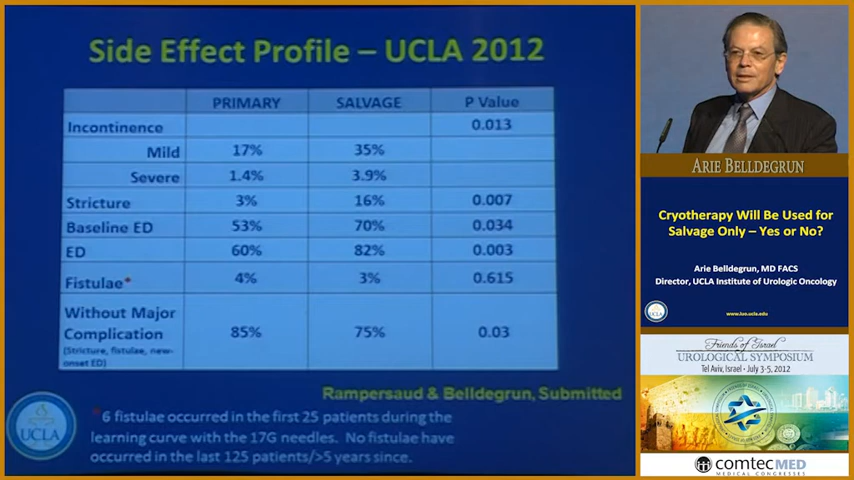 Side Effect Profile – UCLA 2012
PRIMARY SALVAGE P Value
Incontinence 0.013
Mild 17% 35%
Severe 1.4% 3.9%
Stricture 3% 16% 0.007
Baseline ED 53% 70% 0.034
ED 60% 82% 0.003
Fistulae* 4% 3% 0.615
Without Major
Complication 85% 75% 0.03
(Stricture, fistulae, new-
onset ED)
Rampersaud & Belldegrun, Submitted
*6 fistulae occurred in the first 25 patients during the
learning curve with the 17G needles. No fistulae have
occurred in the last 125 patients/>5 years since.
UCLA
ARIE BELLDEGRUN
Cryotherapy Will Be Used for
Salvage Only – Yes or No?
Arie Belldegrun, MD FACS
Director, UCLA Institute of Urologic Oncology
UCLA
www.iuo.ucla.edu
Friends of Israel
UROLOGICAL SYMPOSIUM
Tel Aviv, Israel • July 3-5, 2012
comtecMED
MEDICAL CONGRESSES